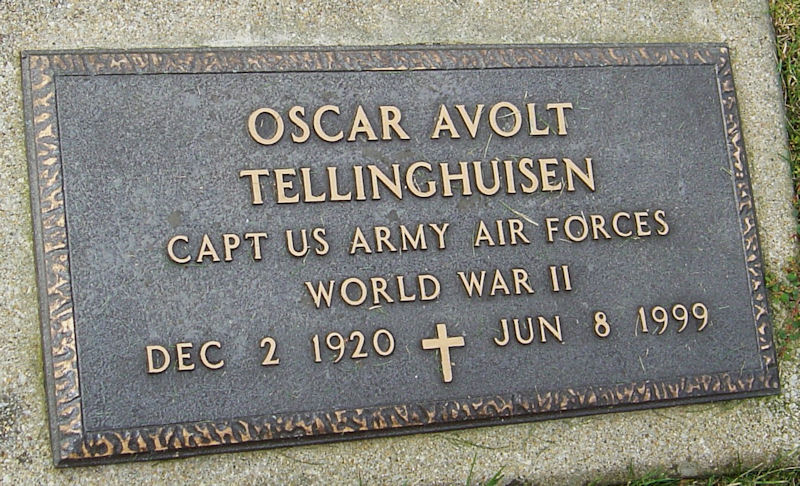 OSCAR AVOLT
TELLINGHUISEN
CAPT US ARMY AIR FORCES
WORLD WAR II
DEC 2 1920 JUN 8 1999